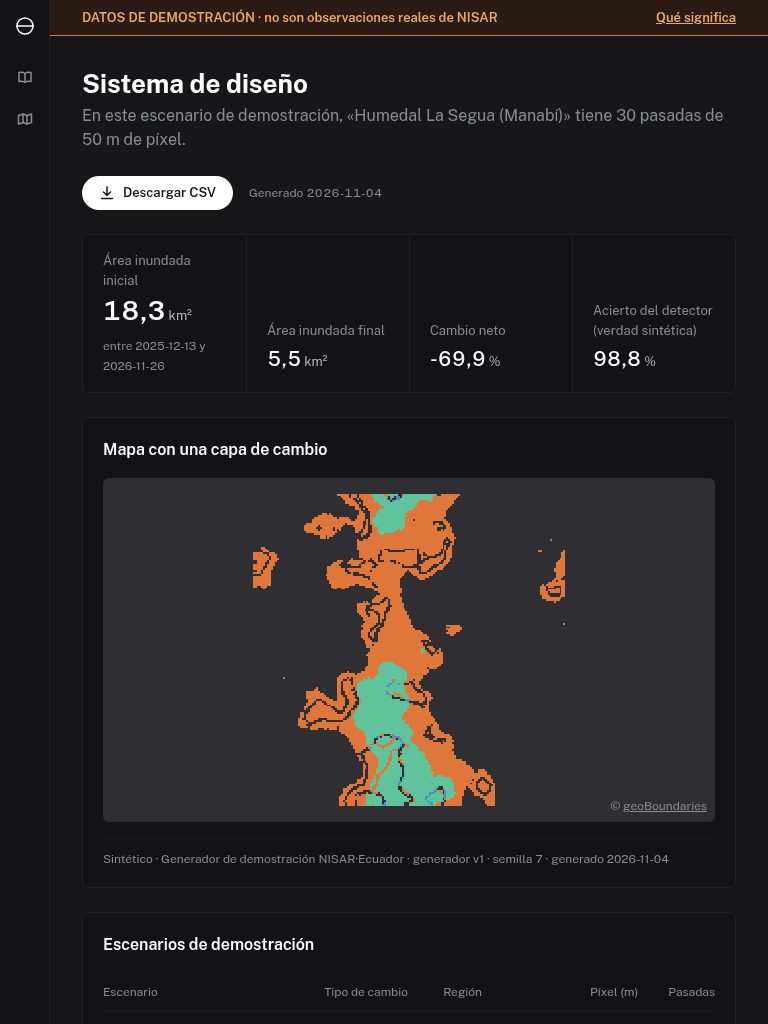 DATOS DE DEMOSTRACIÓN · no son observaciones reales de NISAR
Qué significa
Sistema de diseño
En este escenario de demostración, «Humedal La Segua (Manabí)» tiene 30 pasadas de
50 m de píxel.
Descargar CSV
Generado 2026-11-04
Área inundada
inicial
18,3 km²
entre 2025-12-13 y
2026-11-26
Área inundada final
5,5 km²
Cambio neto
-69,9 %
Acierto del detector
(verdad sintética)
98,8 %
Mapa con una capa de cambio
© geoBoundaries
Sintético · Generador de demostración NISAR·Ecuador · generador v1 · semilla 7 · generado 2026-11-04
Escenarios de demostración
Escenario Tipo de cambio Región Píxel (m) Pasadas